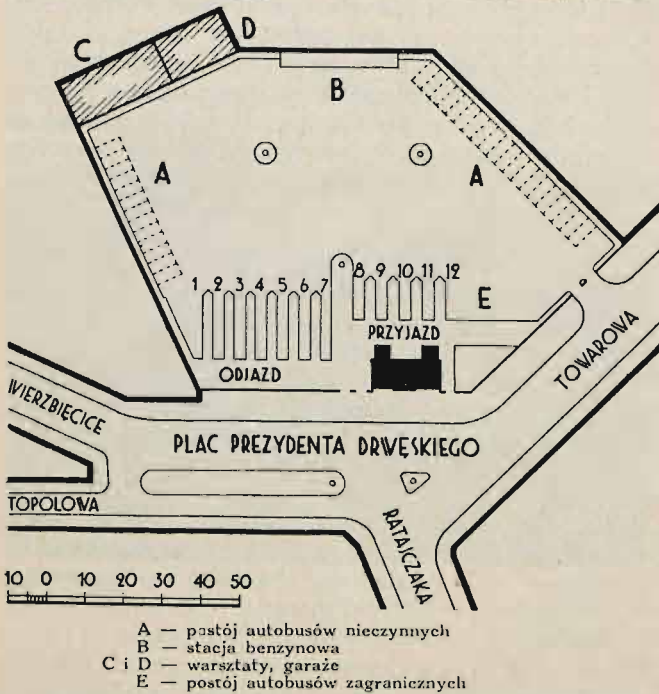 D
C
B
A
A
1 2 3 4 5 6 7
8 9 10 11 12
E
PRZYJAZD
ODJAZD
TOWAROWA
WIERZBIĘCICE
PLAC PREZYDENTA DRWĘSKIEGO
TOPOLOWA
RATAJCZAKA
10 0 10 20 30 40 50
A — postój autobusów nieczynnych
B — stacja benzynowa
C i D — warsztaty, garaże
E — postój autobusów zagranicznych